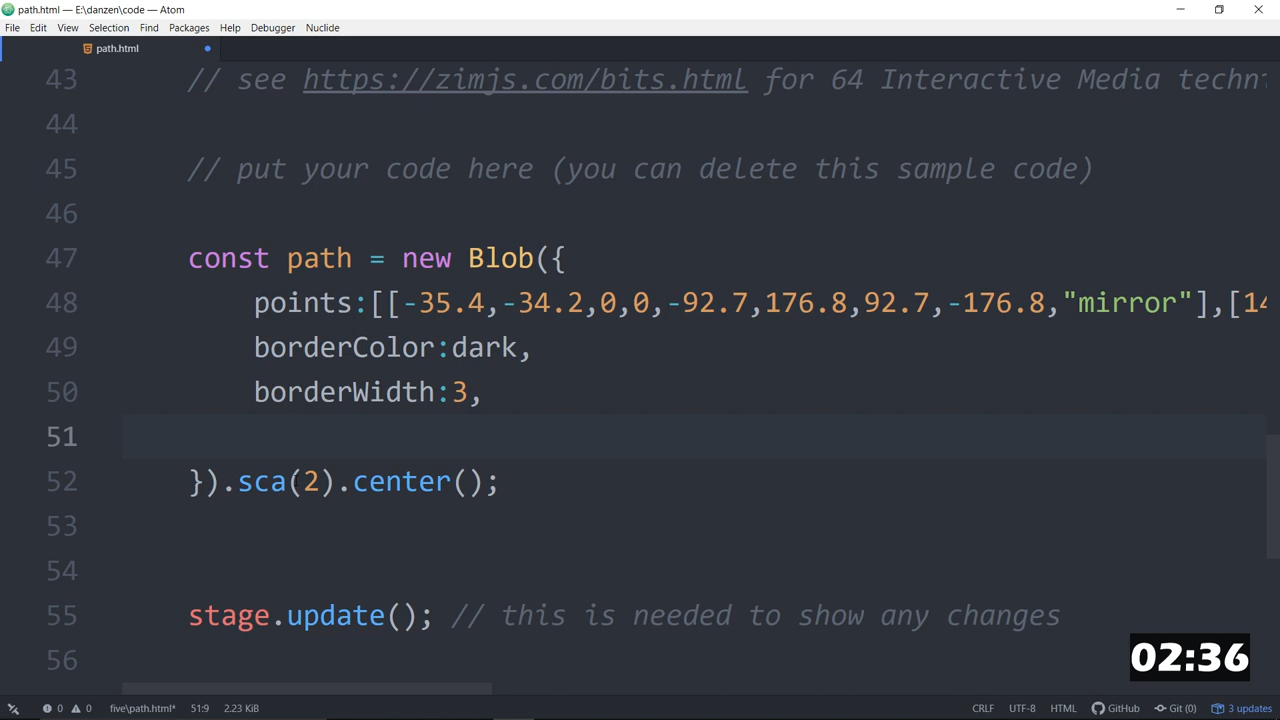 path.html — E:\danzen\code — Atom
File Edit View Selection Find Packages Help Debugger Nuclide
path.html
43 // see https://zimjs.com/bits.html for 64 Interactive Media
44
45 // put your code here (you can delete this sample code)
46
47 const path = new Blob({
48 points:[[-35.4,-34.2,0,0,-92.7,176.8,92.7,-176.8,"mirror"],[14
49 borderColor:dark,
50 borderWidth:3,
51
52 }).sca(2).center();
53
54
55 stage.update(); // this is needed to show any changes
56
02:36
0 0 five\path.html* 51:9 2.23 KiB CRLF UTF-8 HTML GitHub Git (0) 3 updates